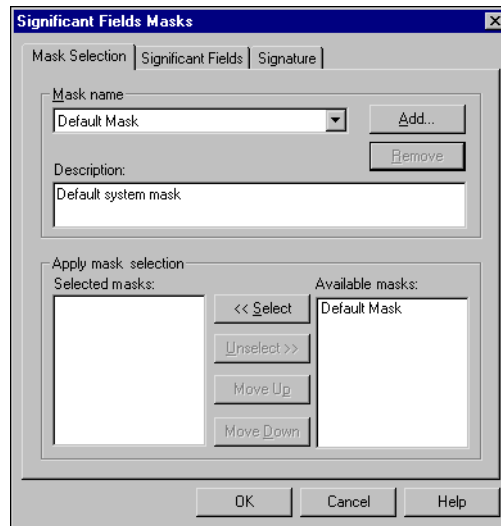 Significant Fields Masks
Mask Selection Significant Fields Signature
Mask name
Default Mask
Add...
Remove
Description:
Default system mask
Apply mask selection
Selected masks:
Available masks:
<< Select
Default Mask
Unselect >>
Move Up
Move Down
OK Cancel Help